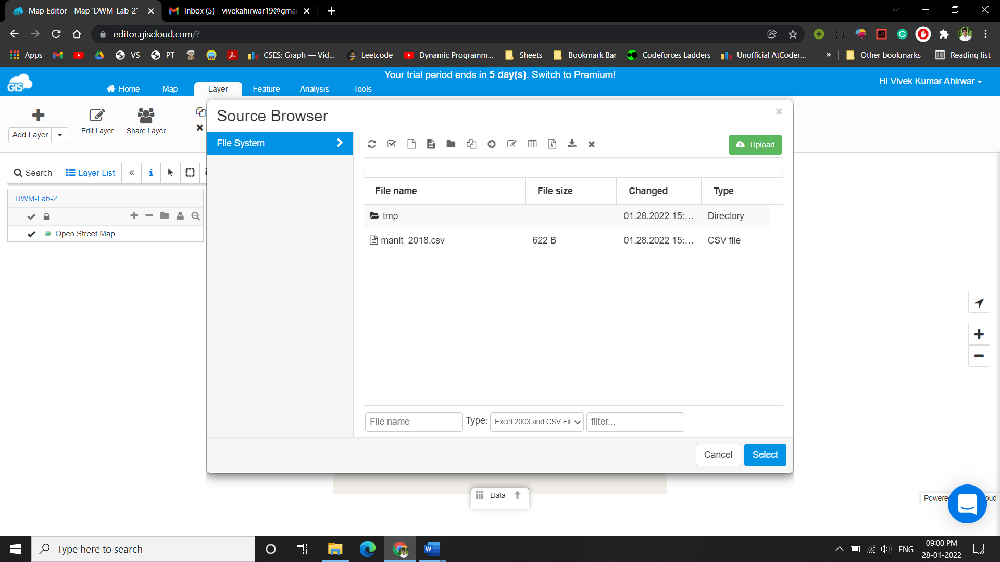 Map Editor - Map 'DWM-Lab-2'
Inbox (5) - vivekahirwar19@gmai
editor.giscloud.com/?
Apps
VS
PT
CSES: Graph — Vid...
Leetcode
Dynamic Programm...
Sheets
Bookmark Bar
Codeforces Ladders
Unofficial AtCoder...
»
Other bookmarks
Reading list
GIS
Your trial period ends in 5 day(s). Switch to Premium!
Hi Vivek Kumar Ahirwar
Home
Map
Layer
Feature
Analysis
Tools
Add Layer
Edit Layer
Share Layer
Source Browser
File System
Upload
Search
Layer List
«
DWM-Lab-2
Open Street Map
File name File size Changed Type
tmp 01.28.2022 15:... Directory
manit_2018.csv 622 B 01.28.2022 15:... CSV file
File name
Type:
Excel 2003 and CSV Fil
filter...
Cancel
Select
Data
Powere
oud
Type here to search
ENG
09:00 PM
28-01-2022